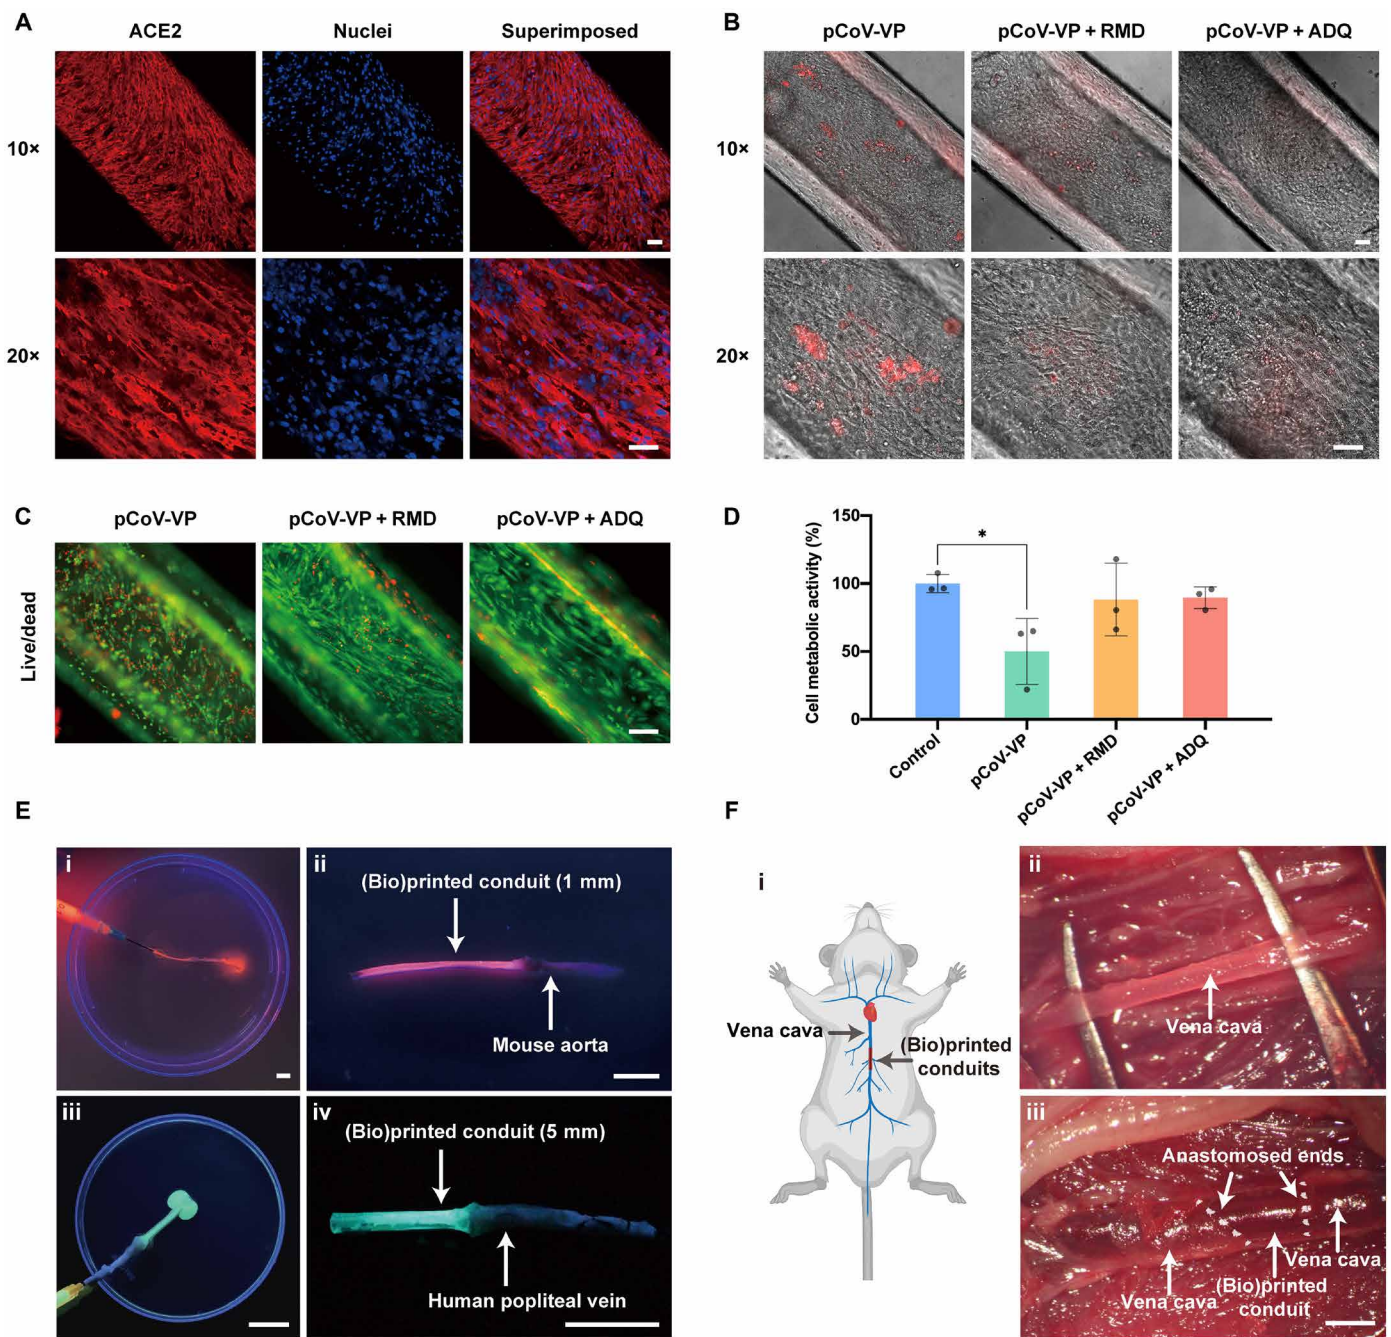 A
ACE2 Nuclei Superimposed
10×
20×
B
pCoV-VP pCoV-VP + RMD pCoV-VP + ADQ
10×
20×
C
pCoV-VP pCoV-VP + RMD pCoV-VP + ADQ
Live/dead
D
Cell metabolic activity (%)
150
100
50
0
Control
pCoV-VP
pCoV-VP + RMD
pCoV-VP + ADQ
*
E
i
ii
(Bio)printed conduit (1 mm)
Mouse aorta
iii
iv
(Bio)printed conduit (5 mm)
Human popliteal vein
F
i
Vena cava
(Bio)printed
conduits
ii
Vena cava
iii
Anastomosed ends
Vena cava
(Bio)printed
conduit
Vena cava